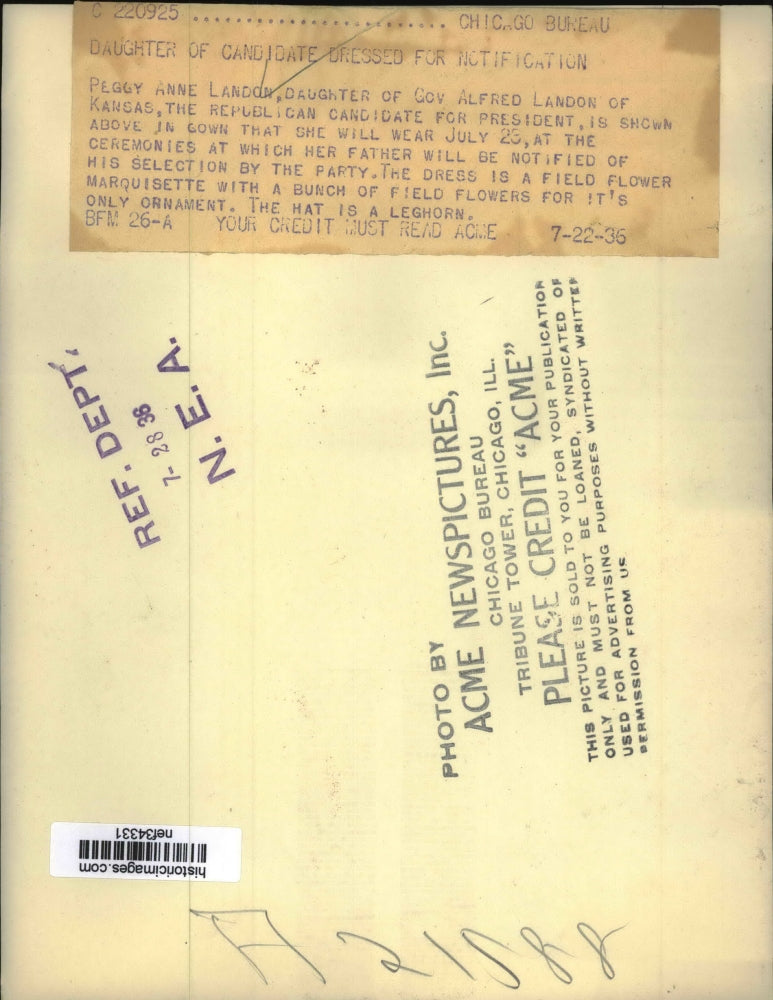 C 220925 ........................... CHICAGO BUREAU
DAUGHTER OF CANDIDATE DRESSED FOR NOTIFICATION
PEGGY ANNE LANDON, DAUGHTER OF GOV ALFRED LANDON OF
KANSAS, THE REPUBLICAN CANDIDATE FOR PRESIDENT, IS SHOWN
ABOVE IN GOWN THAT SHE WILL WEAR JULY 23, AT THE
CEREMONIES AT WHICH HER FATHER WILL BE NOTIFIED OF
HIS SELECTION BY THE PARTY. THE DRESS IS A FIELD FLOWER
MARQUISETTE WITH A BUNCH OF FIELD FLOWERS FOR IT'S
ONLY ORNAMENT. THE HAT IS A LEGHORN.
BFM 26-A YOUR CREDIT MUST READ ACME 7-22-36
REF. DEPT.
7-28 36
N. E. A.
PHOTO BY
ACME NEWSPICTURES, Inc.
CHICAGO BUREAU
TRIBUNE TOWER, CHICAGO, ILL.
PLEASE CREDIT "ACME"
THIS PICTURE IS SOLD TO YOU FOR YOUR PUBLICATION
ONLY AND MUST NOT BE LOANED, SYNDICATED OR
USED FOR ADVERTISING PURPOSES WITHOUT WRITTEN
PERMISSION FROM US
historicimages.com
nef34331
A 21088